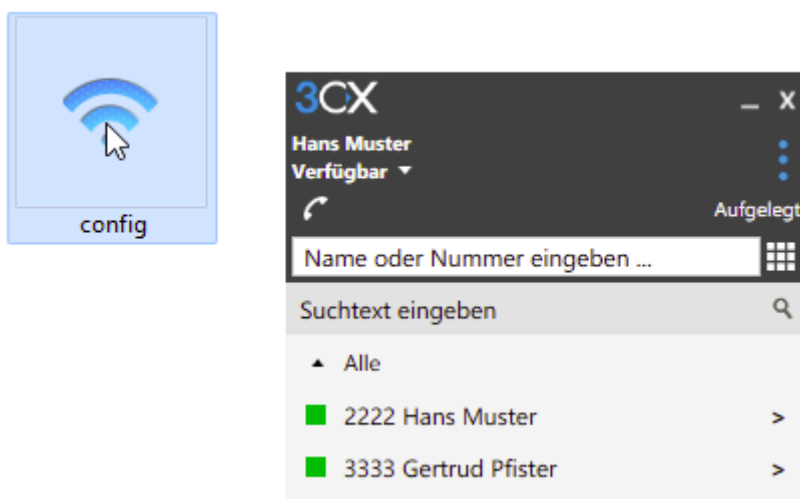 config
3CX
Hans Muster
Verfügbar
Aufgelegt
Name oder Nummer eingeben ...
Suchtext eingeben
Alle
2222 Hans Muster
3333 Gertrud Pfister